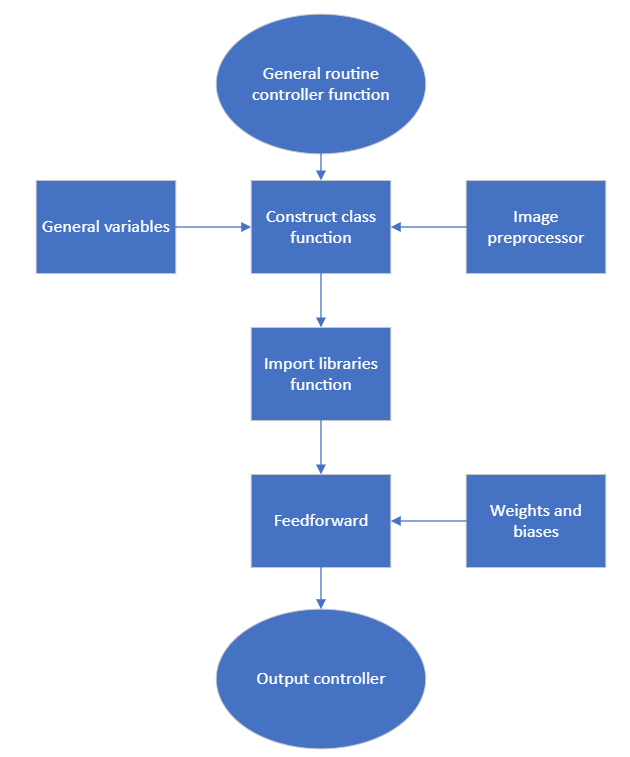 General routine
controller function
General variables
Construct class
function
Image
preprocessor
Import libraries
function
Feedforward
Weights and
biases
Output controller